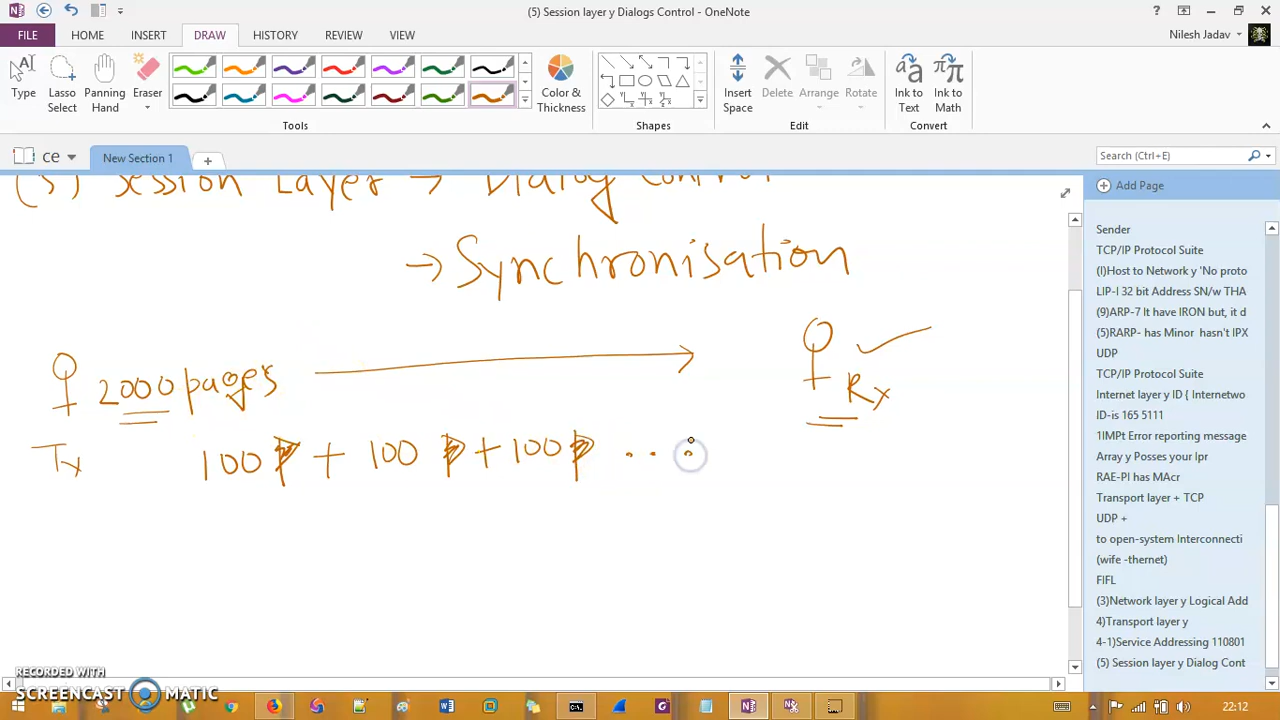 (5) Session layer y Dialogs Control - OneNote
Nilesh Jadav
FILE HOME INSERT DRAW HISTORY REVIEW VIEW
Type
Lasso Select
Panning Hand
Eraser
Color & Thickness
Insert Space
Delete
Arrange
Rotate
Ink to Text
Ink to Math
Tools
Shapes
Edit
Convert
ce
New Section 1
Search (Ctrl+E)
(5) Session Layer → Dialog Control
→ Synchronisation
2000 pages
Rx
Tx
100 p + 100 p + 100 p ...
Add Page
Sender
TCP/IP Protocol Suite
(I)Host to Network y 'No proto
LIP-I 32 bit Address SN/w THA
(9)ARP-7 It have IRON but, it d
(5)RARP- has Minor hasn't IPX
UDP
TCP/IP Protocol Suite
Internet layer y ID { Internetwo
ID-is 165 5111
!IMPt Error reporting message
Array y Posses your Ipr
RAE-PI has MAcr
Transport layer + TCP
UDP +
to open-system Interconnecti
(wife -thernet)
FIFL
(3)Network layer y Logical Add
4)Transport layer y
4-1)Service Addressing 110801
(5) Session layer y Dialog Cont
RECORDED WITH
SCREENCAST MATIC
22:12